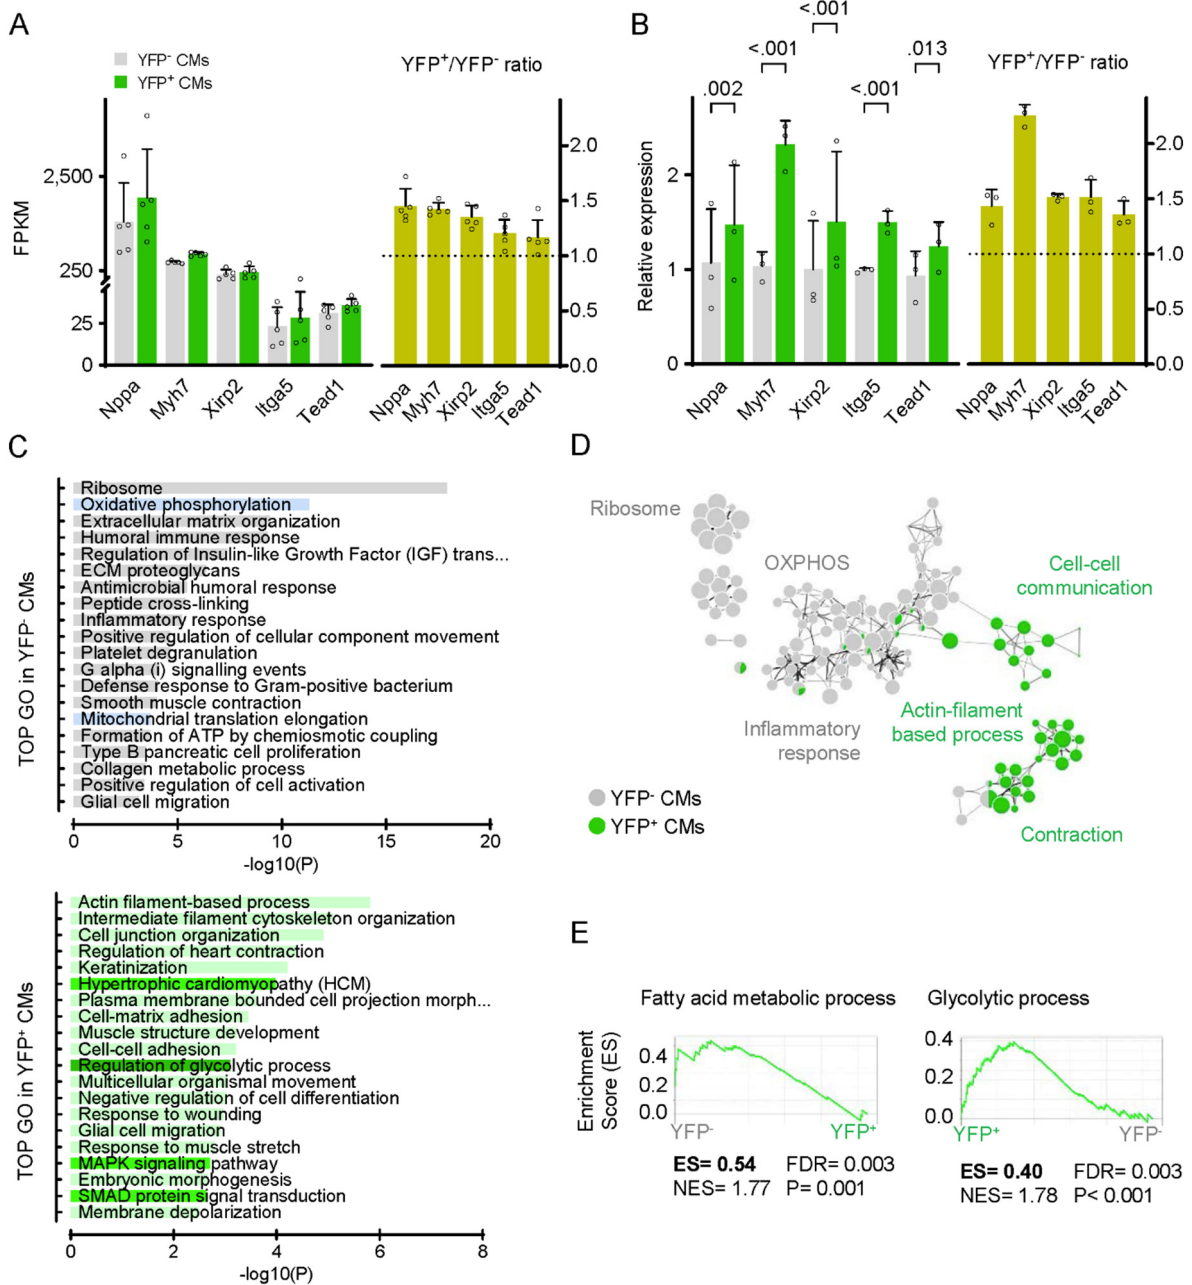 A
YFP⁻ CMs
YFP⁺ CMs
YFP⁺/YFP⁻ ratio
FPKM
2,500
250
25
0
2.0
1.5
1.0
0.5
0.0
Nppa
Myh7
Xirp2
Itga5
Tead1
Nppa
Myh7
Xirp2
Itga5
Tead1
B
<.001
<.001
.013
.002
<.001
YFP⁺/YFP⁻ ratio
Relative expression
2
1
0
2.0
1.5
1.0
0.5
0.0
Nppa
Myh7
Xirp2
Itga5
Tead1
Nppa
Myh7
Xirp2
Itga5
Tead1
C
TOP GO in YFP⁻ CMs
Ribosome
Oxidative phosphorylation
Extracellular matrix organization
Humoral immune response
Regulation of Insulin-like Growth Factor (IGF) trans...
ECM proteoglycans
Antimicrobial humoral response
Peptide cross-linking
Inflammatory response
Positive regulation of cellular component movement
Platelet degranulation
G alpha (i) signalling events
Defense response to Gram-positive bacterium
Smooth muscle contraction
Mitochondrial translation elongation
Formation of ATP by chemiosmotic coupling
Type B pancreatic cell proliferation
Collagen metabolic process
Positive regulation of cell activation
Glial cell migration
0 5 10 15 20
-log10(P)
TOP GO in YFP⁺ CMs
Actin filament-based process
Intermediate filament cytoskeleton organization
Cell junction organization
Regulation of heart contraction
Keratinization
Hypertrophic cardiomyopathy (HCM)
Plasma membrane bounded cell projection morph...
Cell-matrix adhesion
Muscle structure development
Cell-cell adhesion
Regulation of glycolytic process
Multicellular organismal movement
Negative regulation of cell differentiation
Response to wounding
Glial cell migration
Response to muscle stretch
MAPK signaling pathway
Embryonic morphogenesis
SMAD protein signal transduction
Membrane depolarization
0 2 4 6 8
-log10(P)
D
Ribosome
OXPHOS
Cell-cell
communication
Inflammatory
response
Actin-filament
based process
YFP⁻ CMs
YFP⁺ CMs
Contraction
E
Fatty acid metabolic process
Enrichment
Score (ES)
0.4
0.2
0.0
YFP⁻ YFP⁺
ES= 0.54 FDR= 0.003
NES= 1.77 P= 0.001
Glycolytic process
0.4
0.2
0.0
YFP⁺ YFP⁻
ES= 0.40 FDR= 0.003
NES= 1.78 P< 0.001